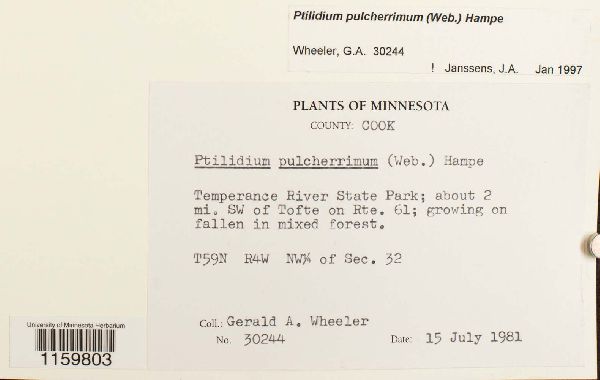 Ptilidium pulcherrimum (Web.) Hampe
Wheeler, G.A. 30244
! Janssens, J.A. Jan 1997
PLANTS OF MINNESOTA
COUNTY: COOK
Ptilidium pulcherrimum (Web.) Hampe
Temperance River State Park; about 2
mi. SW of Tofte on Rte. 61; growing on
fallen in mixed forest.
T59N R4W NW¼ of Sec. 32
Coll.: Gerald A. Wheeler
No. 30244 Date: 15 July 1981
University of Minnesota Herbarium
1159803